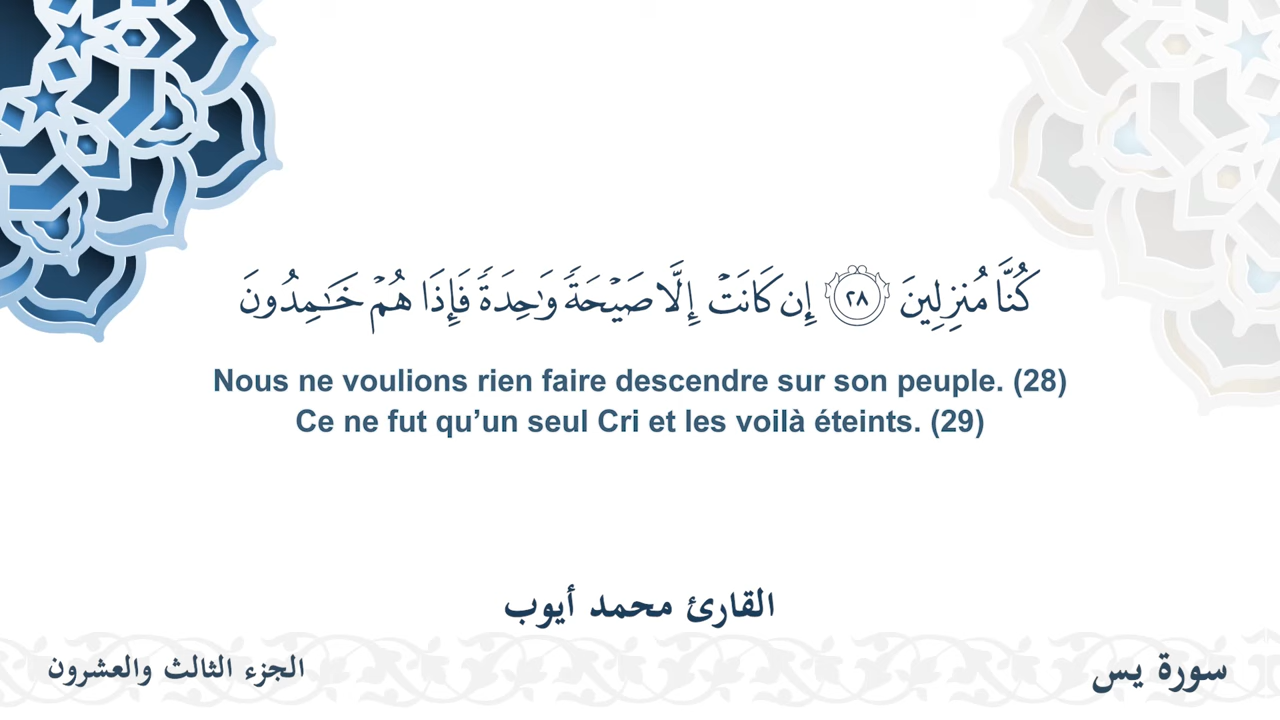 كُنَّا مُنزِلِينَ ٢٨ إِن كَانَتْ إِلَّا صَيْحَةً وَٰحِدَةً فَإِذَا هُمْ خَـٰمِدُونَ
Nous ne voulions rien faire descendre sur son peuple. (28)
Ce ne fut qu’un seul Cri et les voilà éteints. (29)
القارئ محمد أيوب
سورة يس
الجزء الثالث والعشرون